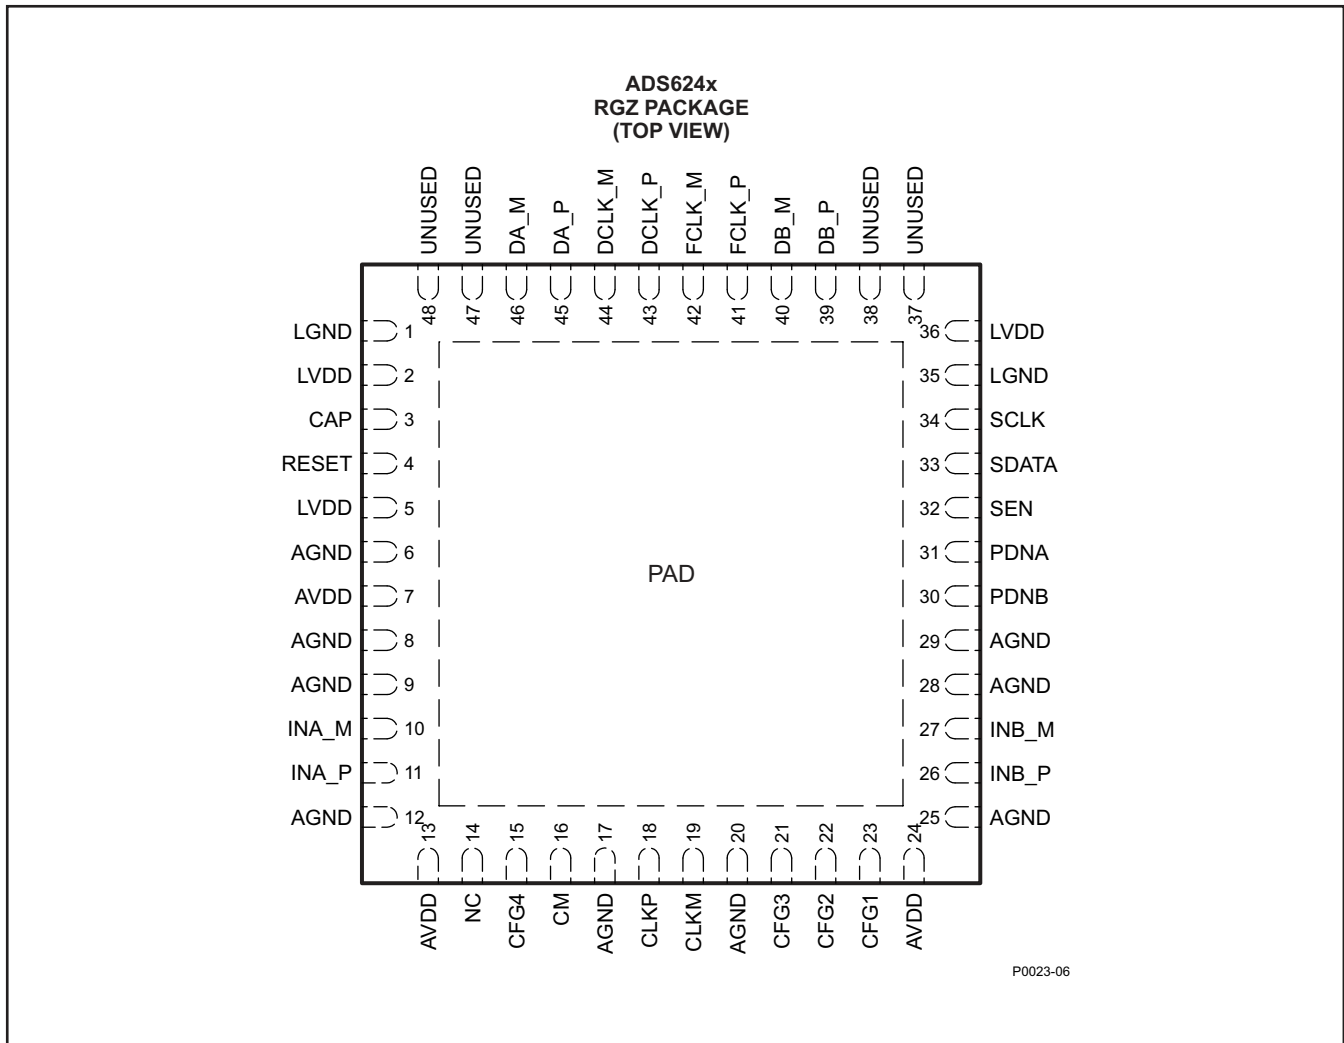 ADS624x
RGZ PACKAGE
(TOP VIEW)
UNUSED
UNUSED
DA_M
DA_P
DCLK_M
DCLK_P
FCLK_M
FCLK_P
DB_M
DB_P
UNUSED
UNUSED
48
47
46
45
44
43
42
41
40
39
38
37
LGND 1
LVDD 2
CAP 3
RESET 4
LVDD 5
AGND 6
AVDD 7
AGND 8
AGND 9
INA_M 10
INA_P 11
AGND 12
PAD
36 LVDD
35 LGND
34 SCLK
33 SDATA
32 SEN
31 PDNA
30 PDNB
29 AGND
28 AGND
27 INB_M
26 INB_P
25 AGND
13
14
15
16
17
18
19
20
21
22
23
24
AVDD
NC
CFG4
CM
AGND
CLKP
CLKM
AGND
CFG3
CFG2
CFG1
AVDD
P0023-06